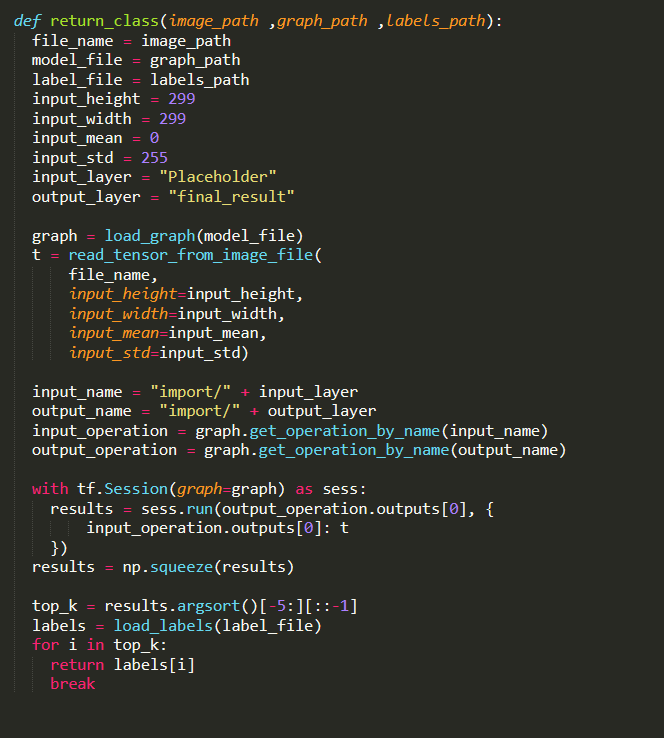 def return_class(image_path ,graph_path ,labels_path):
  file_name = image_path
  model_file = graph_path
  label_file = labels_path
  input_height = 299
  input_width = 299
  input_mean = 0
  input_std = 255
  input_layer = "Placeholder"
  output_layer = "final_result"

  graph = load_graph(model_file)
  t = read_tensor_from_image_file(
      file_name,
      input_height=input_height,
      input_width=input_width,
      input_mean=input_mean,
      input_std=input_std)

  input_name = "import/" + input_layer
  output_name = "import/" + output_layer
  input_operation = graph.get_operation_by_name(input_name)
  output_operation = graph.get_operation_by_name(output_name)

  with tf.Session(graph=graph) as sess:
    results = sess.run(output_operation.outputs[0], {
        input_operation.outputs[0]: t
    })
  results = np.squeeze(results)

  top_k = results.argsort()[-5:][::-1]
  labels = load_labels(label_file)
  for i in top_k:
    return labels[i]
    break